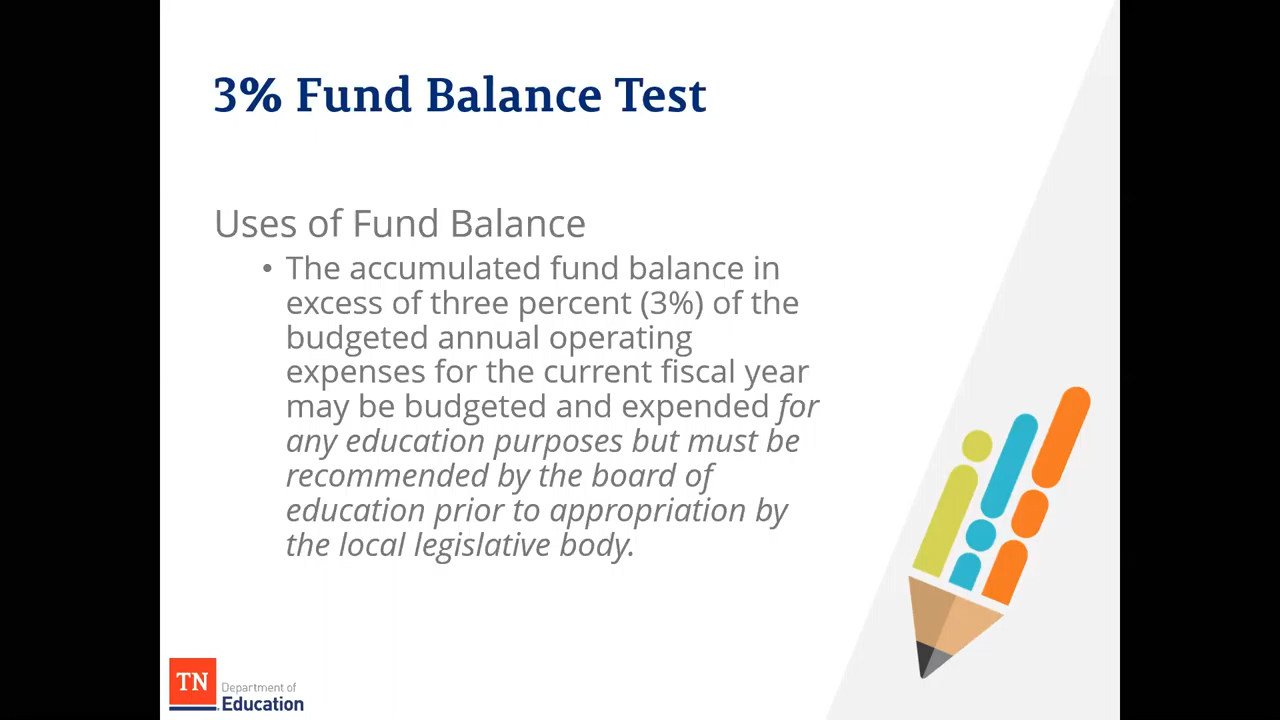 3% Fund Balance Test
Uses of Fund Balance
• The accumulated fund balance in
excess of three percent (3%) of the
budgeted annual operating
expenses for the current fiscal year
may be budgeted and expended for
any education purposes but must be
recommended by the board of
education prior to appropriation by
the local legislative body.
TN
Department of
Education